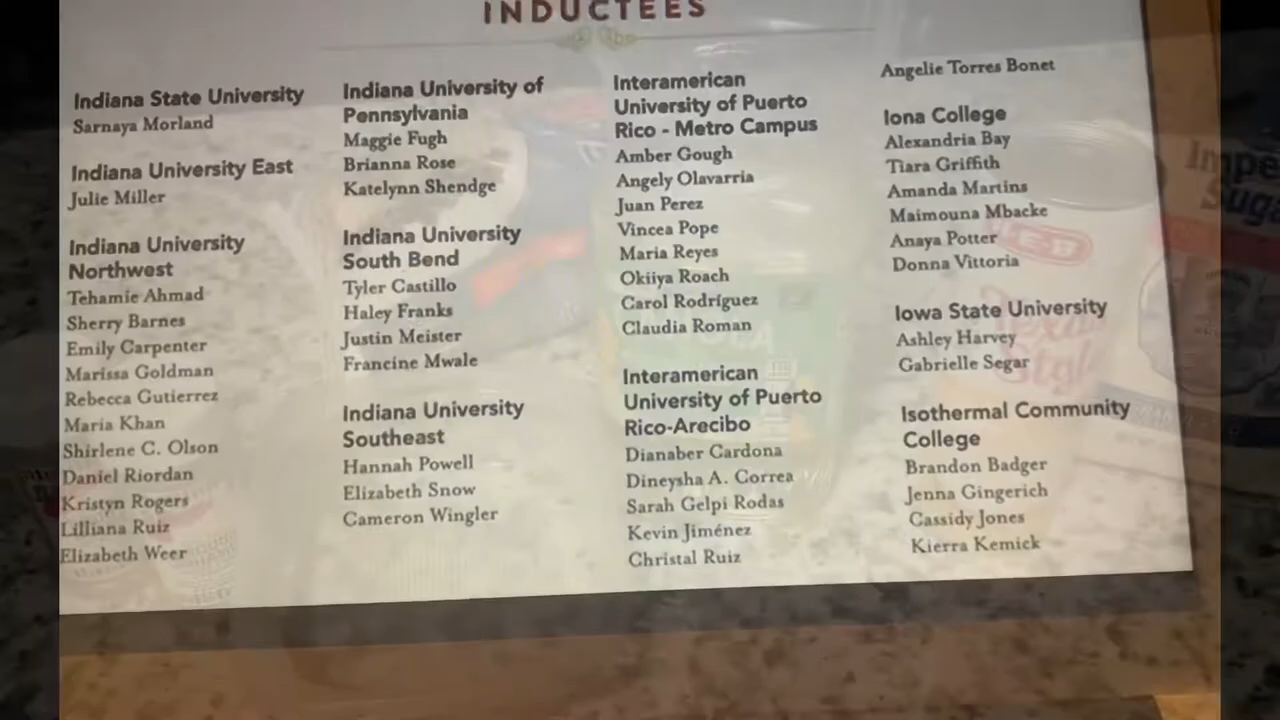 INDUCTEES
Indiana State University
Sarnaya Morland
Indiana University East
Julie Miller
Indiana University
Northwest
Tehamie Ahmad
Sherry Barnes
Emily Carpenter
Marissa Goldman
Rebecca Gutierrez
Maria Khan
Shirlene C. Olson
Daniel Riordan
Kristyn Rogers
Lilliana Ruiz
Elizabeth Weer
Indiana University of
Pennsylvania
Maggie Fugh
Brianna Rose
Katelynn Shendge
Indiana University
South Bend
Tyler Castillo
Haley Franks
Justin Meister
Francine Mwale
Indiana University
Southeast
Hannah Powell
Elizabeth Snow
Cameron Wingler
Interamerican
University of Puerto
Rico - Metro Campus
Amber Gough
Angely Olavarria
Juan Perez
Vincea Pope
Maria Reyes
Okiiya Roach
Carol Rodríguez
Claudia Roman
Interamerican
University of Puerto
Rico-Arecibo
Dianaber Cardona
Dineysha A. Correa
Sarah Gelpi Rodas
Kevin Jiménez
Christal Ruiz
Angelie Torres Bonet
Iona College
Alexandria Bay
Tiara Griffith
Amanda Martins
Maimouna Mbacke
Anaya Potter
Donna Vittoria
Iowa State University
Ashley Harvey
Gabrielle Segar
Isothermal Community
College
Brandon Badger
Jenna Gingerich
Cassidy Jones
Kierra Kemick
H-E-B
Texas
Style